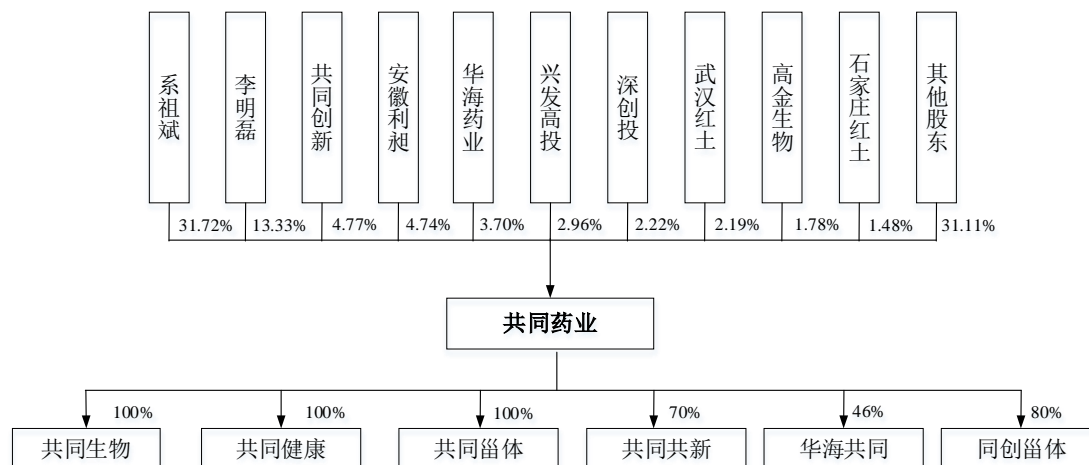 系祖斌
李明磊
共同创新
安徽利昶
华海药业
兴发高投
深创投
武汉红土
高金生物
石家庄红土
其他股东
31.72%
13.33%
4.77%
4.74%
3.70%
2.96%
2.22%
2.19%
1.78%
1.48%
31.11%
共同药业
100%
100%
100%
70%
46%
80%
共同生物
共同健康
共同甾体
共同共新
华海共同
同创甾体